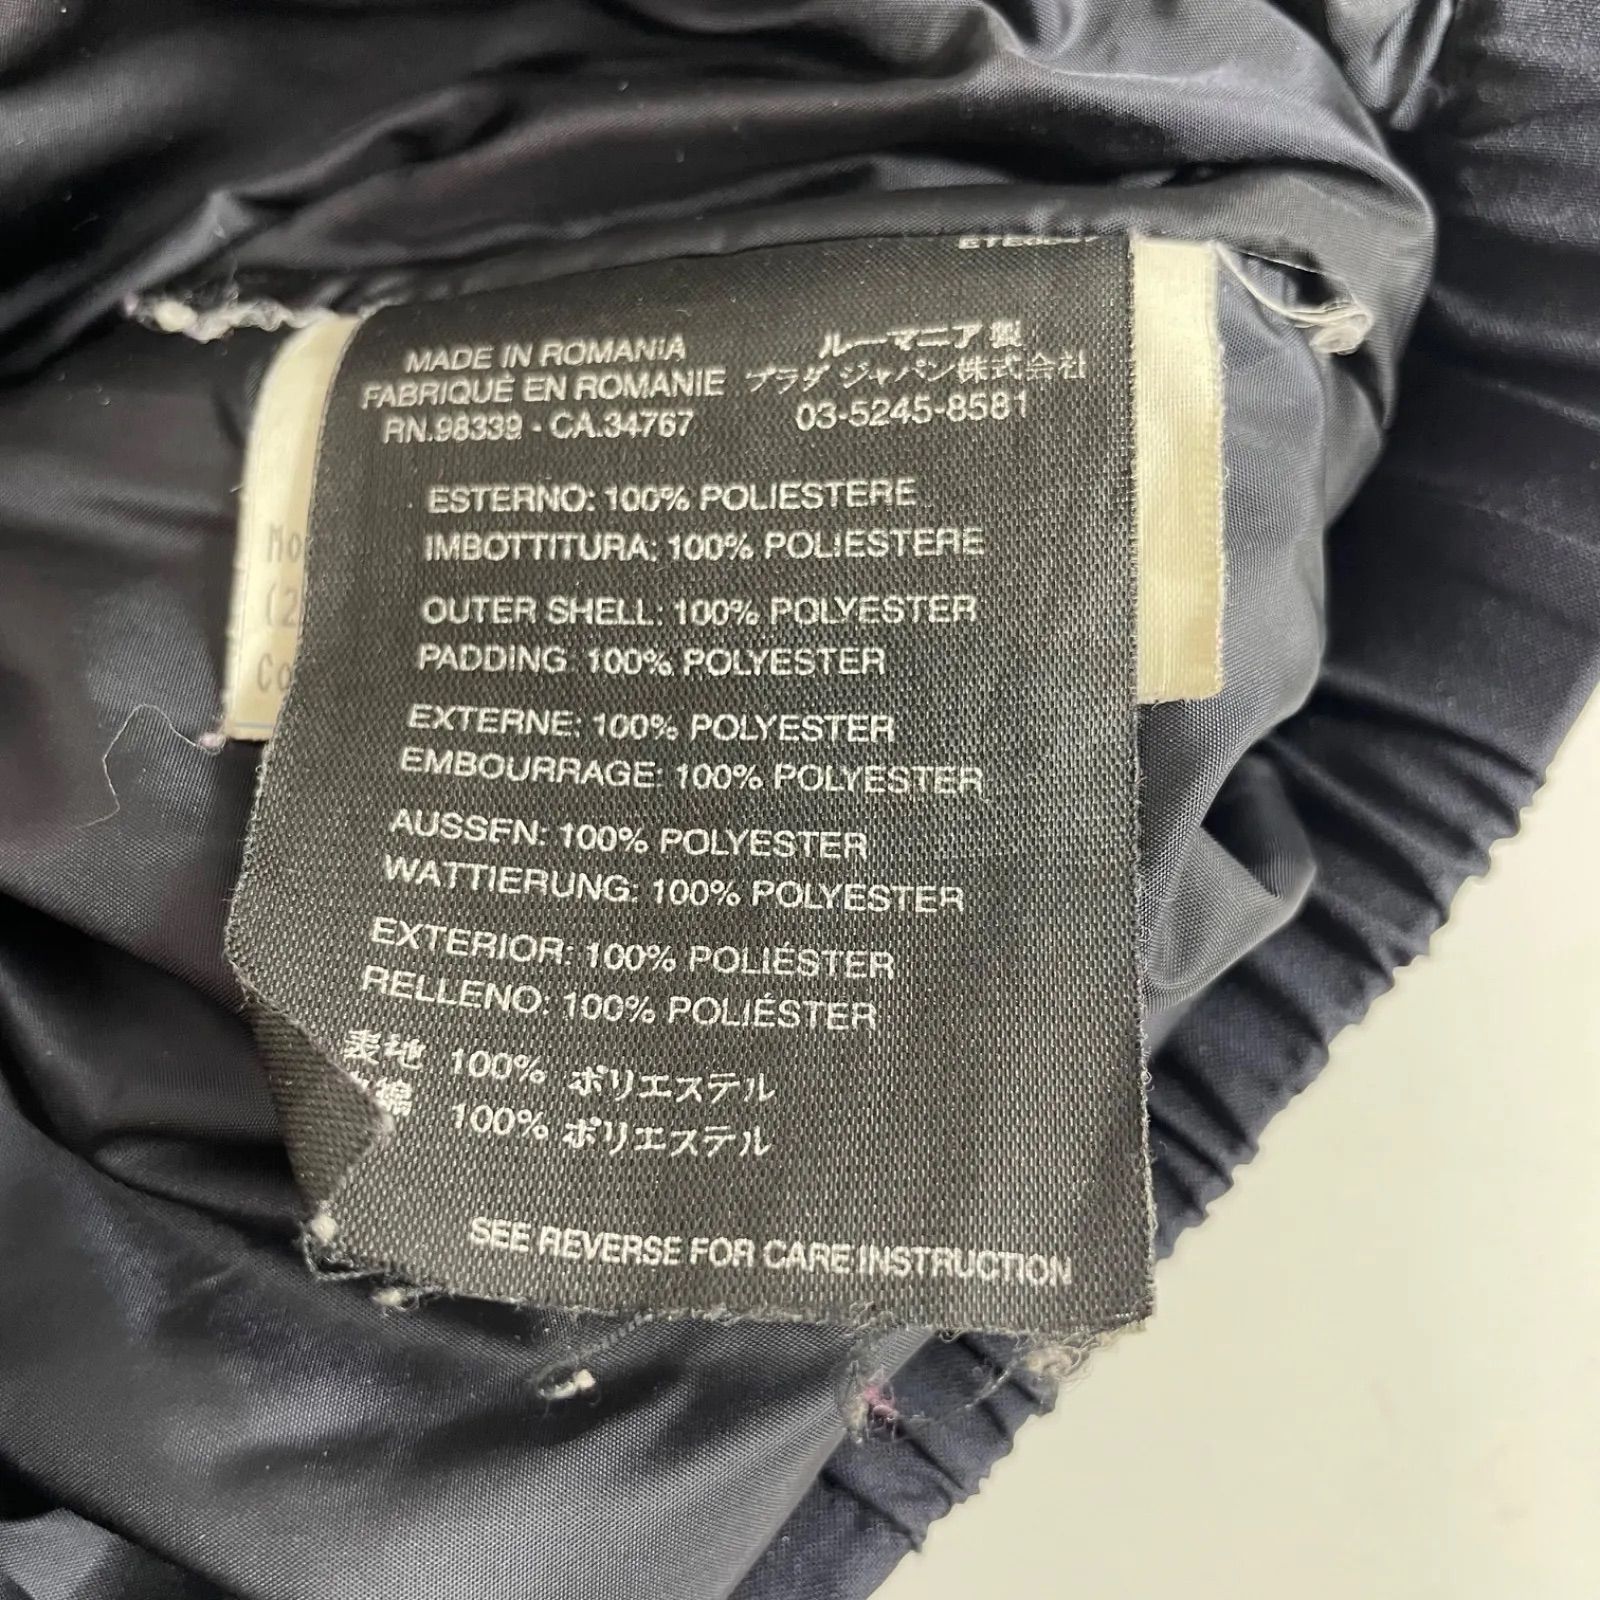 MADE IN ROMANIA
FABRIQUÉ EN ROMANIE
RN.98339 - CA.34767
ルーマニア製
プラダ ジャパン株式会社
03-5245-8581
ESTERNO: 100% POLIESTERE
IMBOTTITURA: 100% POLIESTERE
OUTER SHELL: 100% POLYESTER
PADDING: 100% POLYESTER
EXTERNE: 100% POLYESTER
EMBOURRAGE: 100% POLYESTER
AUSSEN: 100% POLYESTER
WATTIERUNG: 100% POLYESTER
EXTERIOR: 100% POLIÉSTER
RELLENO: 100% POLIÉSTER
表地 100% ポリエステル
100% ポリエステル
SEE REVERSE FOR CARE INSTRUCTION
Mo
(2
Co